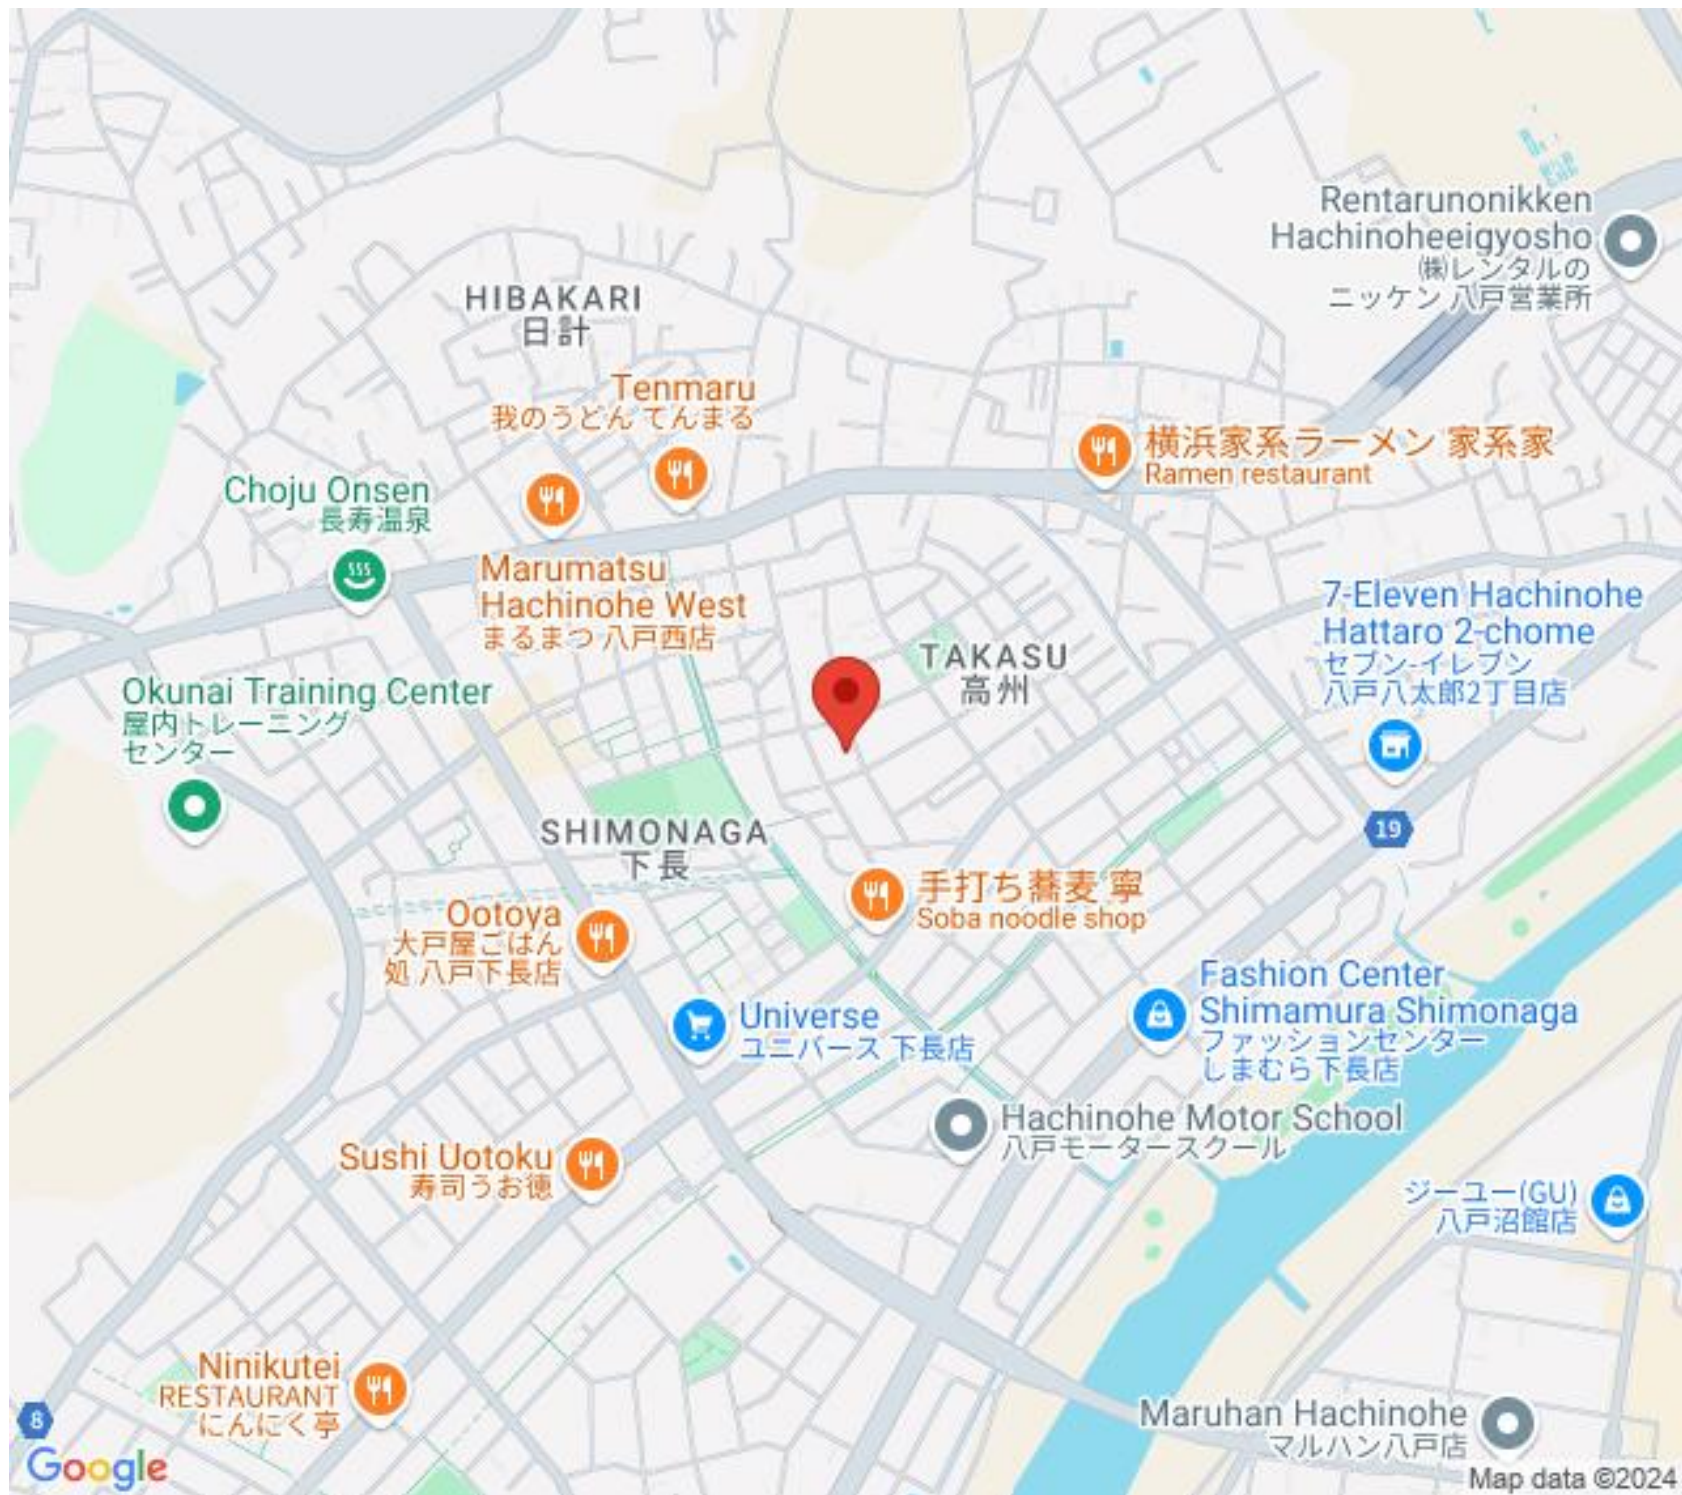 Rentarunonikken
Hachinoheeigyosho
㈱レンタルの
ニッケン 八戸営業所
HIBAKARI
日計
Tenmaru
我のうどん てんまる
横浜家系ラーメン 家系家
Ramen restaurant
Choju Onsen
長寿温泉
Marumatsu
Hachinohe West
まるまつ 八戸西店
7-Eleven Hachinohe
Hattaro 2-chome
セブン-イレブン
八戸八太郎2丁目店
TAKASU
高州
Okunai Training Center
屋内トレーニング
センター
SHIMONAGA
下長
19
手打ち蕎麦 寧
Soba noodle shop
Ootoya
大戸屋ごはん
処 八戸下長店
Fashion Center
Shimamura Shimonaga
ファッションセンター
しまむら下長店
Universe
ユニバース 下長店
Hachinohe Motor School
八戸モータースクール
Sushi Uotoku
寿司うお徳
ジーユー(GU)
八戸沼館店
Ninikutei
RESTAURANT
にんにく亭
8
Maruhan Hachinohe
マルハン八戸店
Google
Map data ©2024